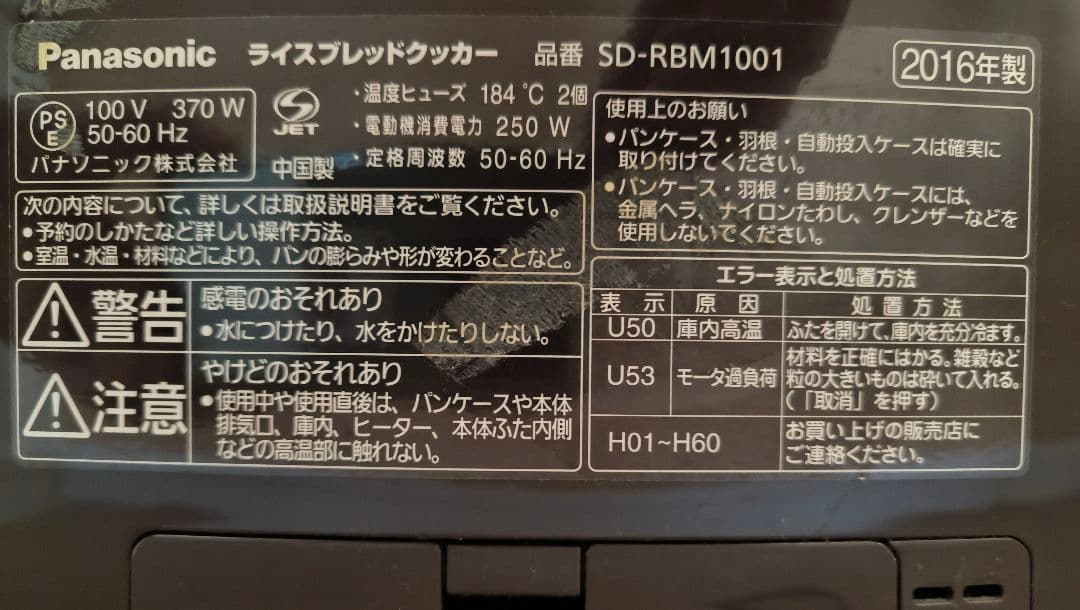 Panasonic ライスブレッドクッカー 品番 SD-RBM1001 2016年製
PS E
100 V 370 W
50-60 Hz
パナソニック株式会社
S
JET
中国製
・温度ヒューズ 184℃ 2個
・電動機消費電力 250 W
・定格周波数 50-60 Hz
次の内容について、詳しくは取扱説明書をご覧ください。
●予約のしかたなど詳しい操作方法。
●室温・水温・材料などにより、パンの膨らみや形が変わることなど。
警告
感電のおそれあり
●水につけたり、水をかけたりしない。
注意
やけどのおそれあり
●使用中や使用直後は、パンケースや本体
排気口、庫内、ヒーター、本体ふた内側
などの高温部に触れない。
使用上のお願い
●パンケース・羽根・自動投入ケースは確実に
取り付けてください。
●パンケース・羽根・自動投入ケースには、
金属ヘラ、ナイロンたわし、クレンザーなどを
使用しないでください。
エラー表示と処置方法
表示 原因 処置方法
U50 庫内高温 ふたを開けて、庫内を充分冷ます。
U53 モータ過負荷 材料を正確にはかる。雑穀など
粒の大きいものは砕いて入れる。
(「取消」を押す)
H01~H60 お買い上げの販売店に
ご連絡ください。